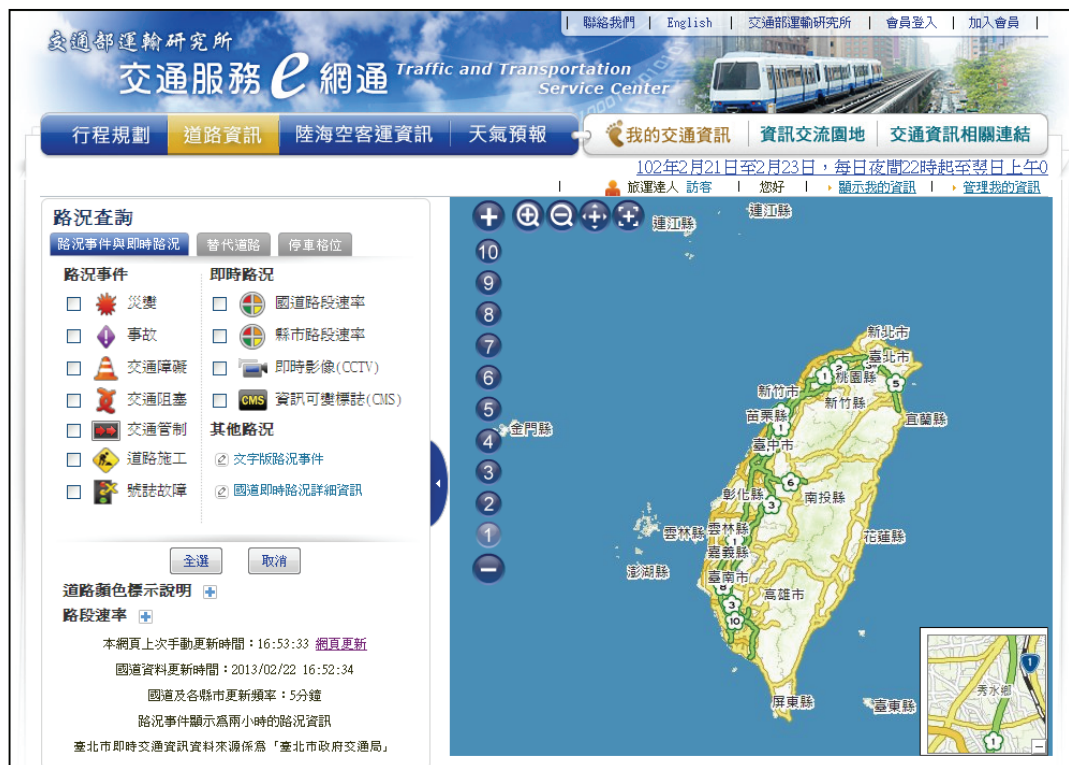 | 聯絡我們 | English | 交通部運輸研究所 | 會員登入 | 加入會員 |
交通部運輸研究所
交通服務e網通 Traffic and Transportation Service Center
行程規劃 道路資訊 陸海空客運資訊 天氣預報 我的交通資訊 資訊交流園地 交通資訊相關連結
102年2月21日至2月23日，每日夜間22時起至翌日上午0
| 旅運達人 訪客 | 您好 | 顯示我的資訊 | 管理我的資訊
路況查詢
路況事件與即時路況 替代道路 停車格位
路況事件 即時路況
災變 國道路段速率
事故 縣市路段速率
交通障礙 即時影像(CCTV)
交通阻塞 CMS 資訊可變標誌(CMS)
交通管制 其他路況
道路施工 文字版路況事件
號誌故障 國道即時路況詳細資訊
全選 取消
道路顏色標示說明
路段速率
本網頁上次手動更新時間：16:53:33 網頁更新
國道資料更新時間：2013/02/22 16:52:34
國道及各縣市更新頻率：5分鐘
路況事件顯示為兩小時的路況資訊
臺北市即時交通資訊資料來源係為「臺北市政府交通局」
連江縣
連江縣
10
9
8
7
6
5
4
3
2
1
新北市
臺北市
桃園縣
新竹市
新竹縣
宜蘭縣
苗栗縣
金門縣
臺中市
彰化縣
南投縣
雲林縣
雲林縣
花蓮縣
嘉義縣
澎湖縣
臺南市
高雄市
屏東縣
臺東縣
1
2
5
1
6
3
1
8
3
10
1
秀水鄉
1